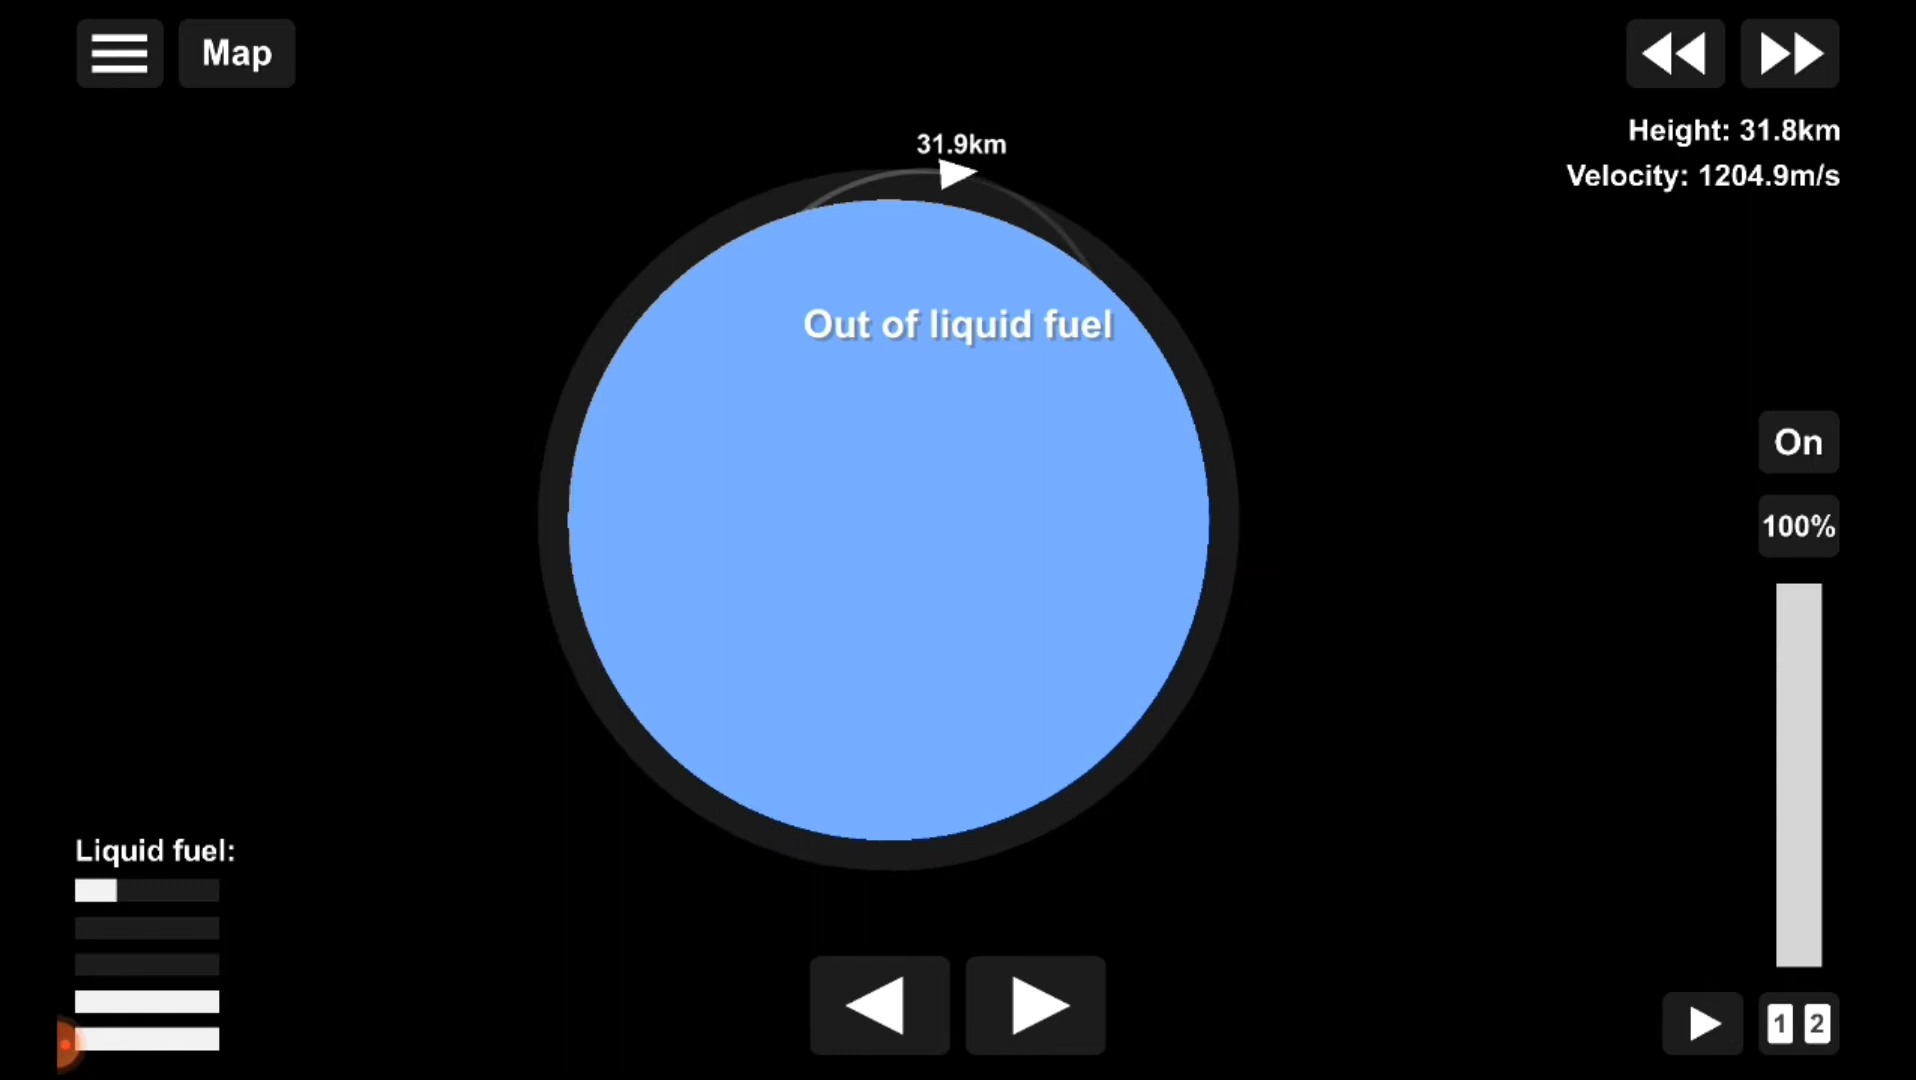 Map
Height: 31.8km
Velocity: 1204.9m/s
31.9km
Out of liquid fuel
On
100%
Liquid fuel:
1 2